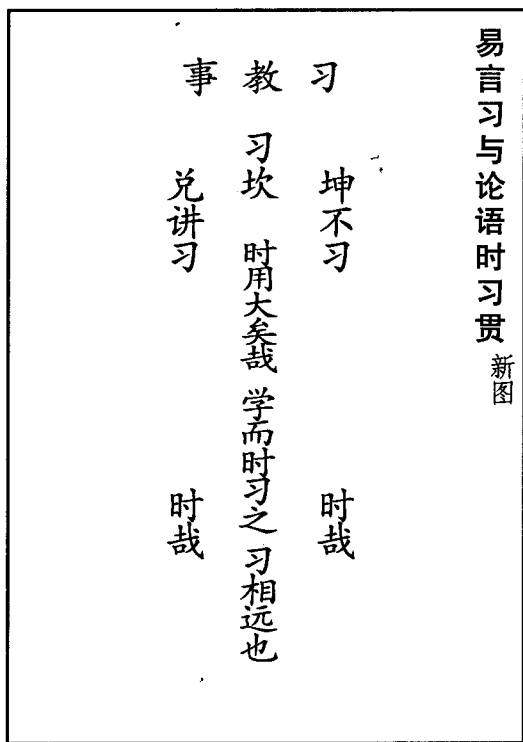 易言习与论语时习贯
新图
习教事
坤不习
时哉
习坎
时用大矣哉
学而时习之
习相远也
兑讲习
时哉